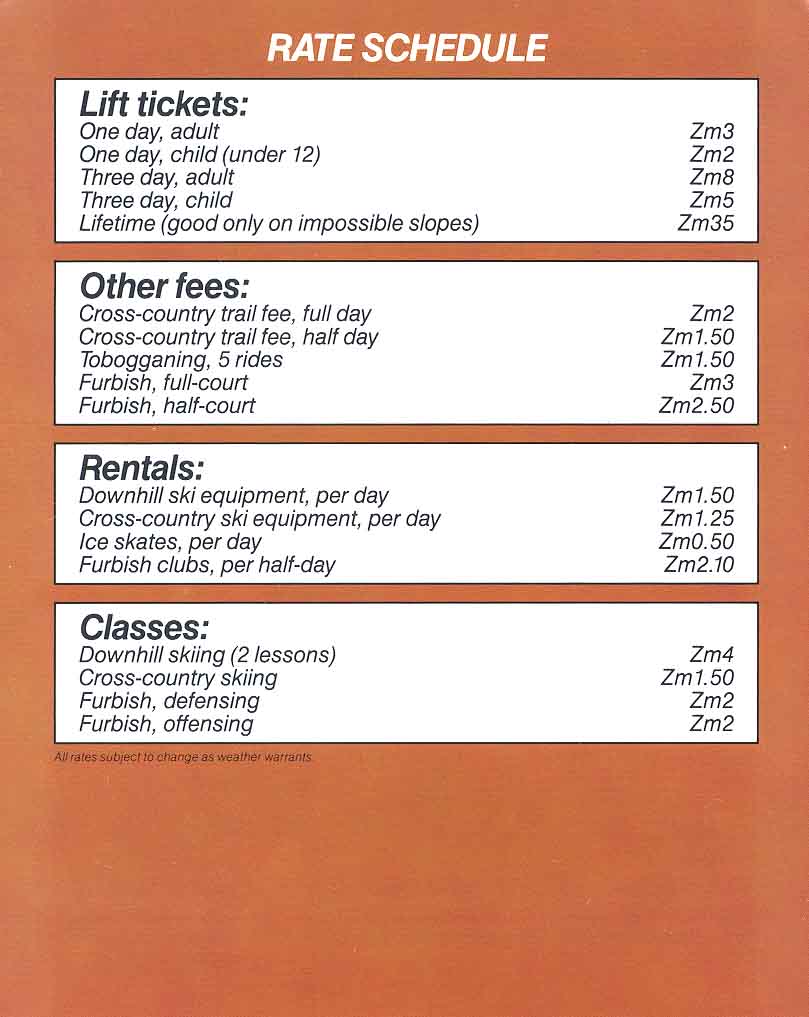 RATE SCHEDULE
Lift tickets:
One day, adult Zm3
One day, child (under 12) Zm2
Three day, adult Zm8
Three day, child Zm5
Lifetime (good only on impossible slopes) Zm35
Other fees:
Cross-country trail fee, full day Zm2
Cross-country trail fee, half day Zm1.50
Tobogganing, 5 rides Zm1.50
Furbish, full-court Zm3
Furbish, half-court Zm2.50
Rentals:
Downhill ski equipment, per day Zm1.50
Cross-country ski equipment, per day Zm1.25
Ice skates, per day Zm0.50
Furbish clubs, per half-day Zm2.10
Classes:
Downhill skiing (2 lessons) Zm4
Cross-country skiing Zm1.50
Furbish, defensing Zm2
Furbish, offensing Zm2
All rates subject to change as weather warrants.